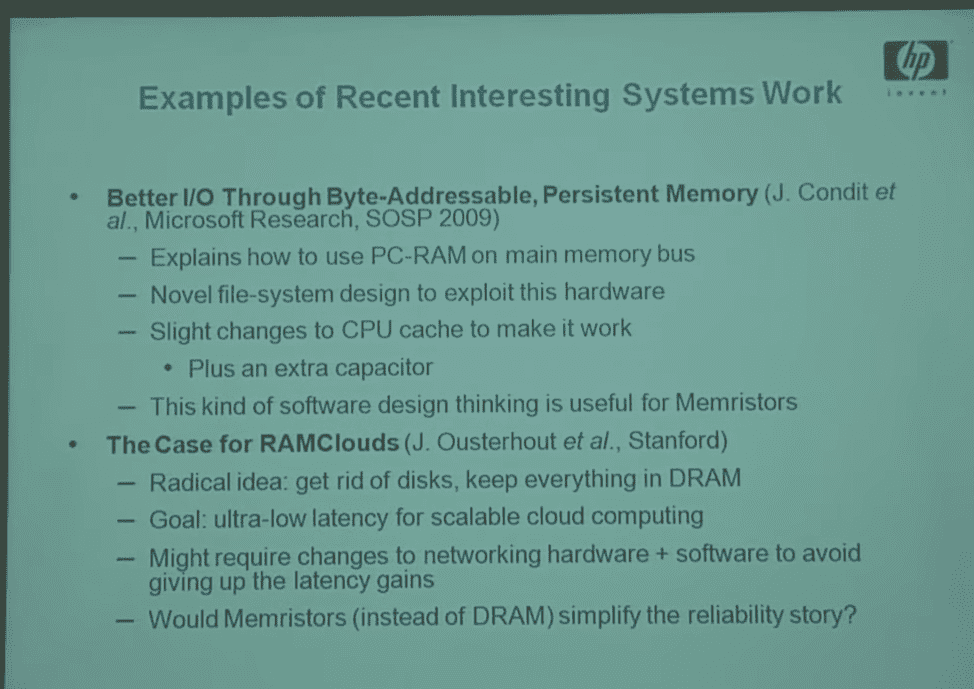 hp
invent
Examples of Recent Interesting Systems Work
• Better I/O Through Byte-Addressable, Persistent Memory (J. Condit et
al., Microsoft Research, SOSP 2009)
— Explains how to use PC-RAM on main memory bus
— Novel file-system design to exploit this hardware
— Slight changes to CPU cache to make it work
• Plus an extra capacitor
— This kind of software design thinking is useful for Memristors
• The Case for RAMClouds (J. Ousterhout et al., Stanford)
— Radical idea: get rid of disks, keep everything in DRAM
— Goal: ultra-low latency for scalable cloud computing
— Might require changes to networking hardware + software to avoid
giving up the latency gains
— Would Memristors (instead of DRAM) simplify the reliability story?